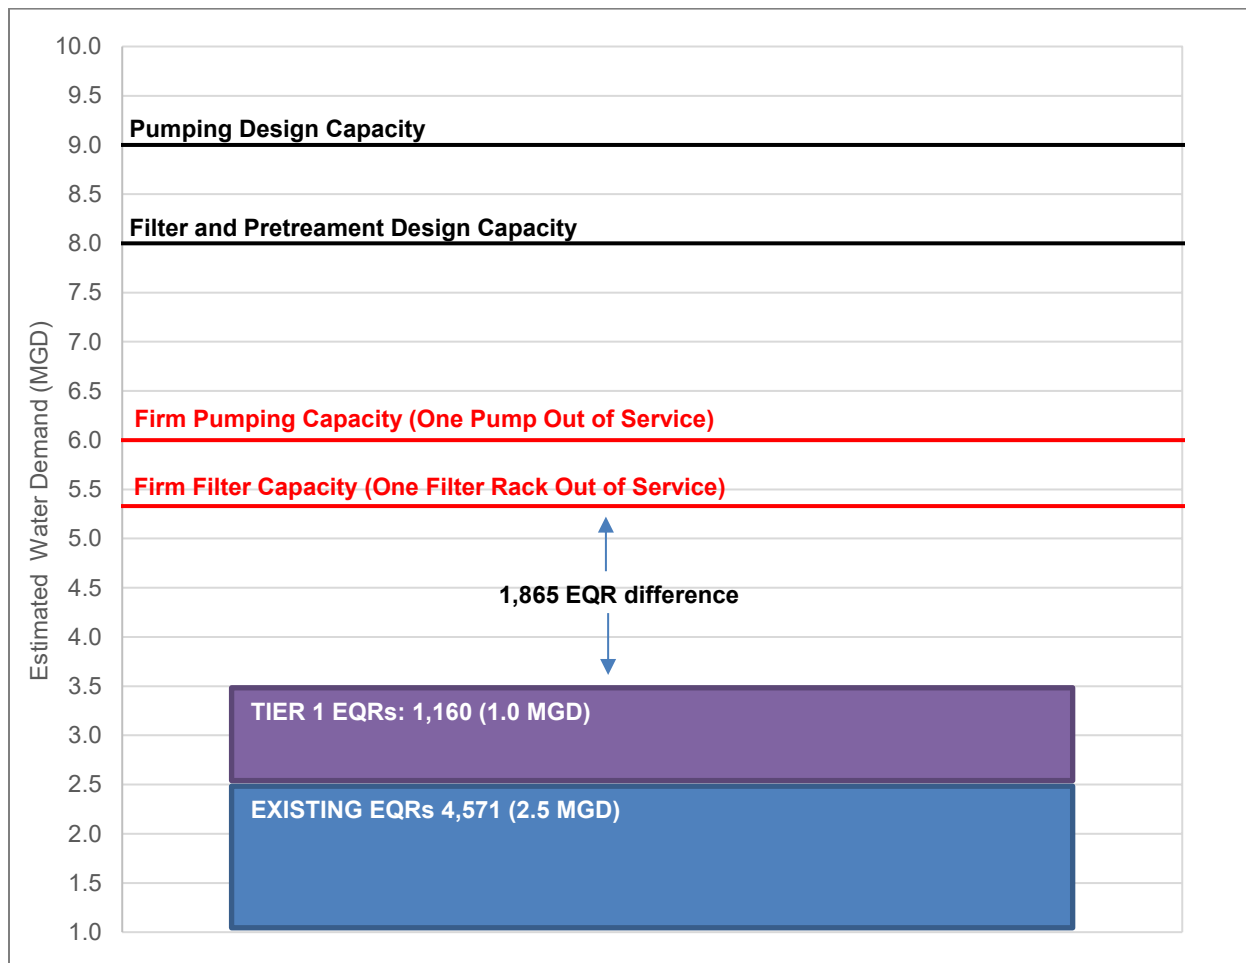 10.0
9.5
Pumping Design Capacity
9.0
8.5
Filter and Pretreament Design Capacity
8.0
7.5
7.0
6.5
Firm Pumping Capacity (One Pump Out of Service)
6.0
Firm Filter Capacity (One Filter Rack Out of Service)
5.5
5.0
1,865 EQR difference
4.5
4.0
3.5
TIER 1 EQRs: 1,160 (1.0 MGD)
3.0
2.5
EXISTING EQRs 4,571 (2.5 MGD)
2.0
1.5
1.0
Estimated Water Demand (MGD)